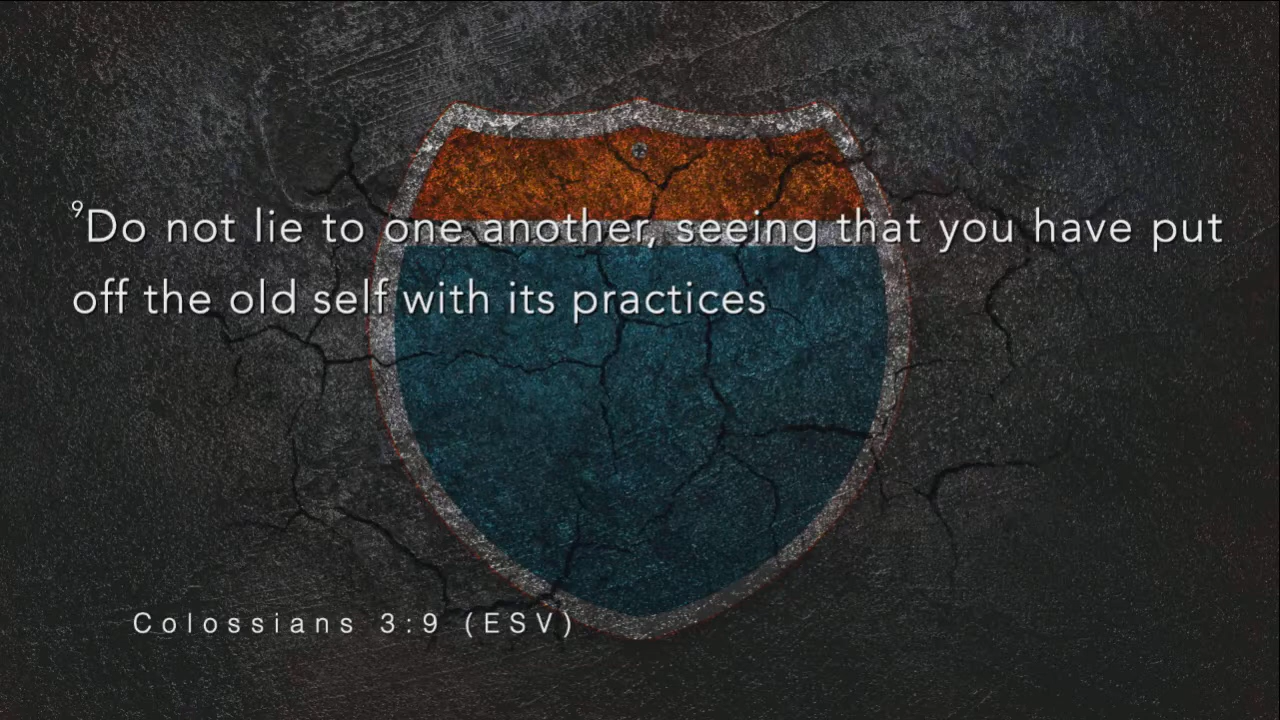 ⁹Do not lie to one another, seeing that you have put
off the old self with its practices
Colossians 3:9 (ESV)